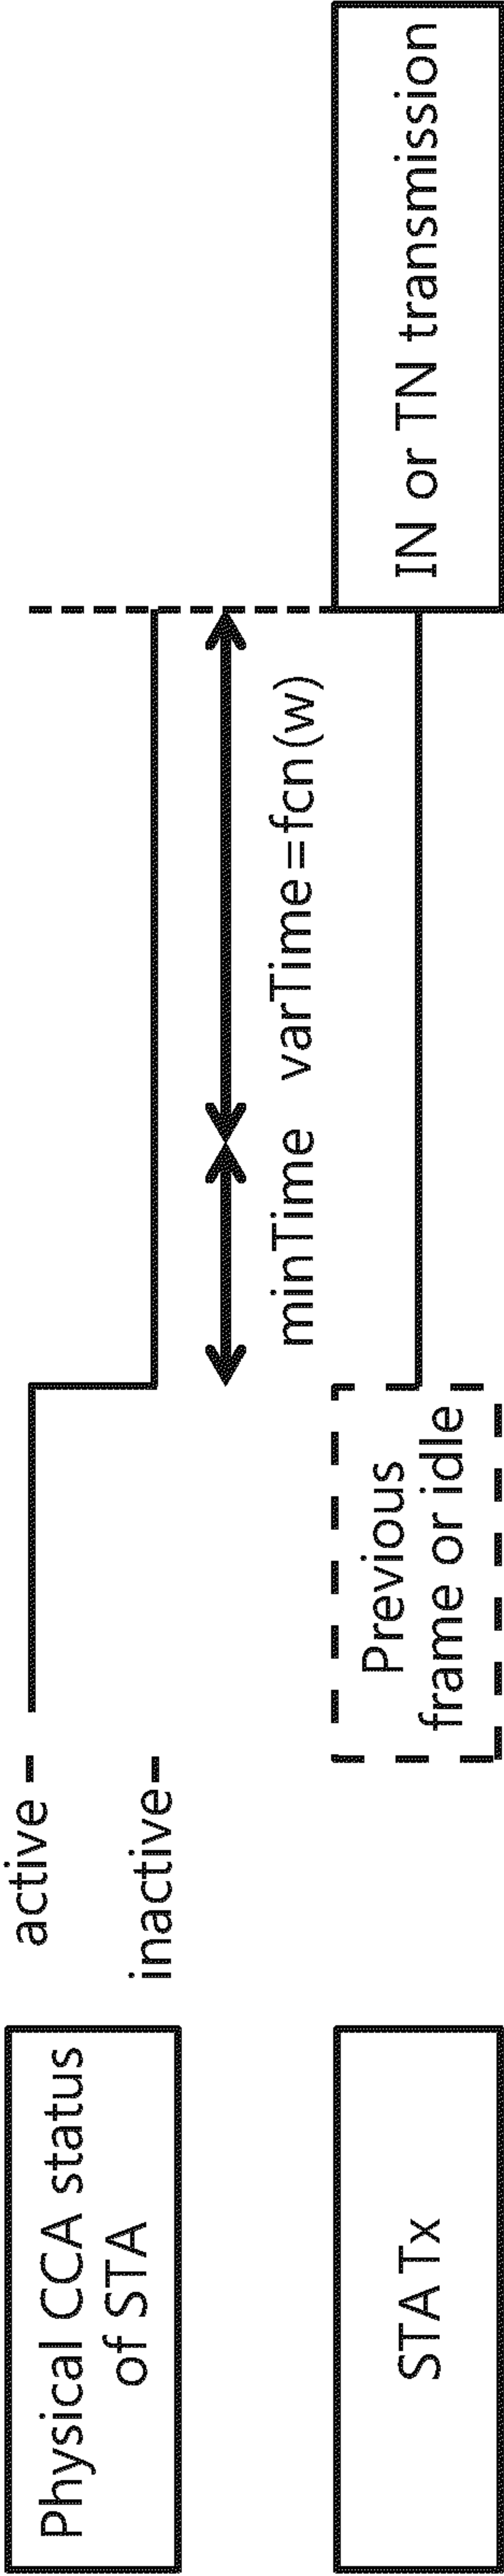 Physical CCA status
of STA
active
inactive
minTime varTime=fcn(w)
STA Tx
Previous
frame or idle
IN or TN transmission